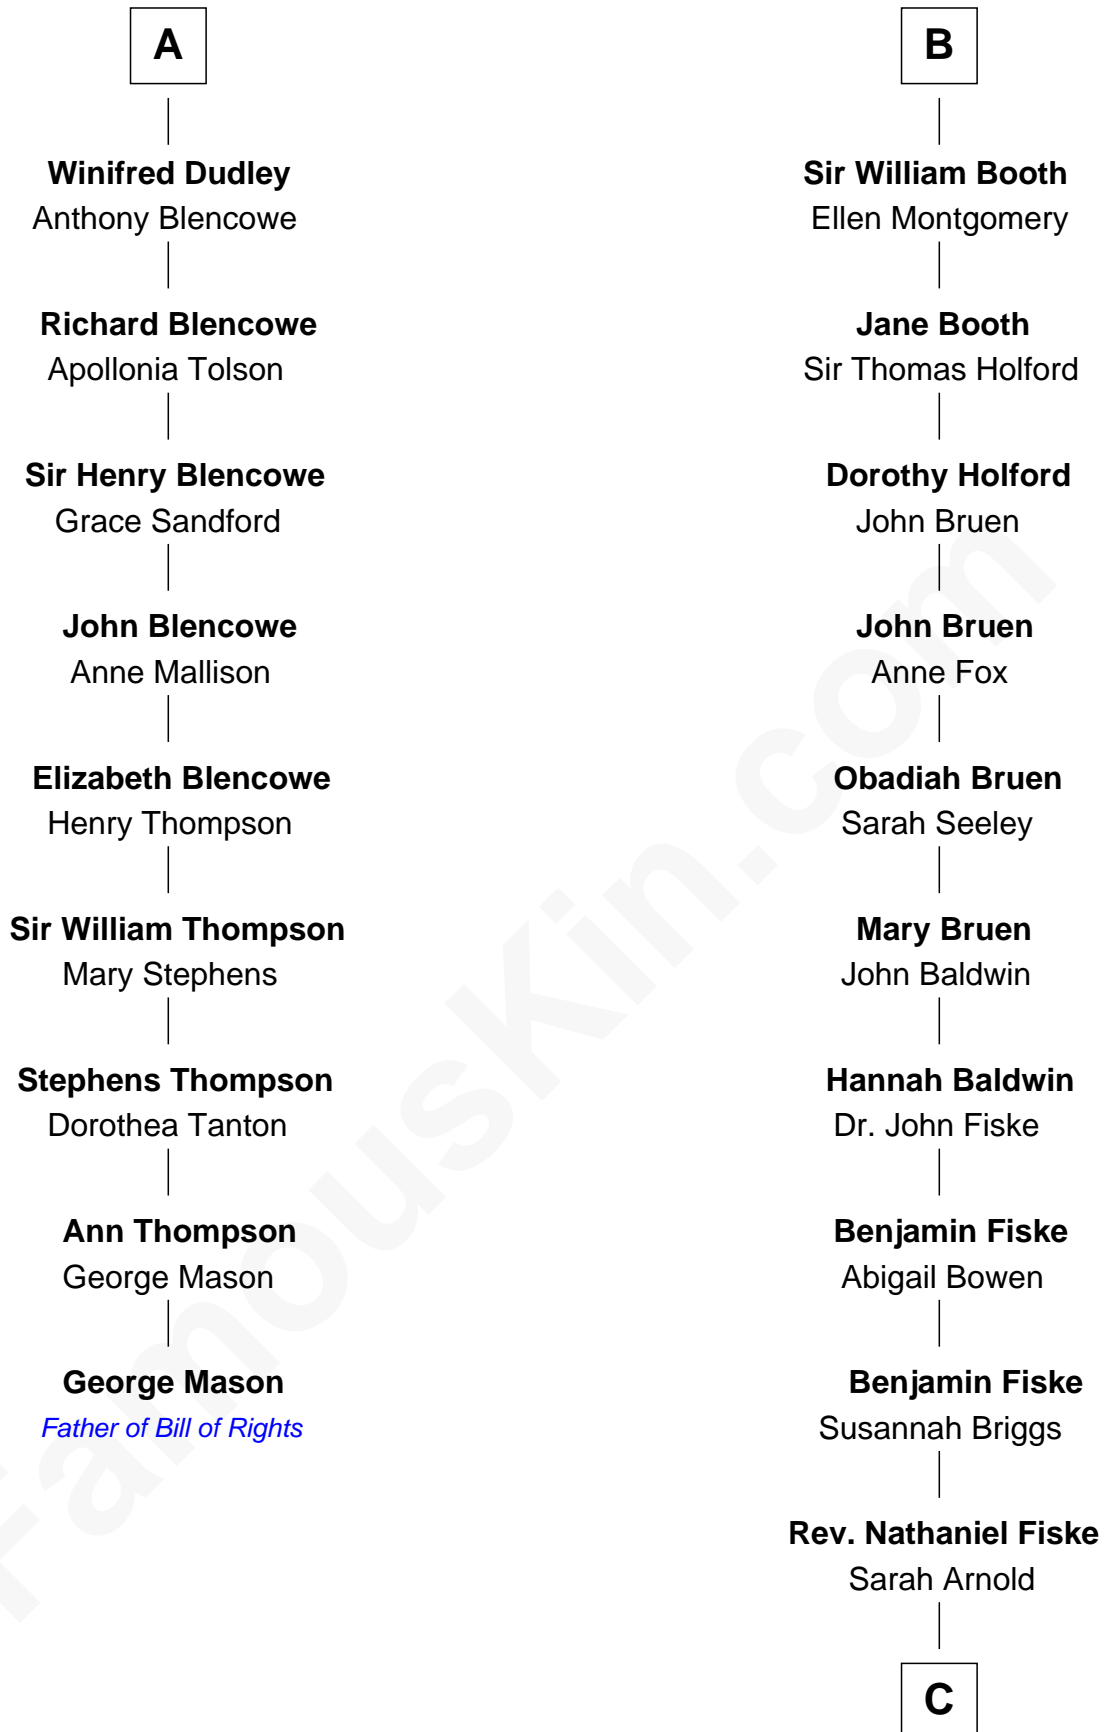 A
Winifred Dudley
Anthony Blencowe
Richard Blencowe
Apollonia Tolson
Sir Henry Blencowe
Grace Sandford
John Blencowe
Anne Mallison
Elizabeth Blencowe
Henry Thompson
Sir William Thompson
Mary Stephens
Stephens Thompson
Dorothea Tanton
Ann Thompson
George Mason
George Mason
Father of Bill of Rights
B
Sir William Booth
Ellen Montgomery
Jane Booth
Sir Thomas Holford
Dorothy Holford
John Bruen
John Bruen
Anne Fox
Obadiah Bruen
Sarah Seeley
Mary Bruen
John Baldwin
Hannah Baldwin
Dr. John Fiske
Benjamin Fiske
Abigail Bowen
Benjamin Fiske
Susannah Briggs
Rev. Nathaniel Fiske
Sarah Arnold
C
FamousKin.com